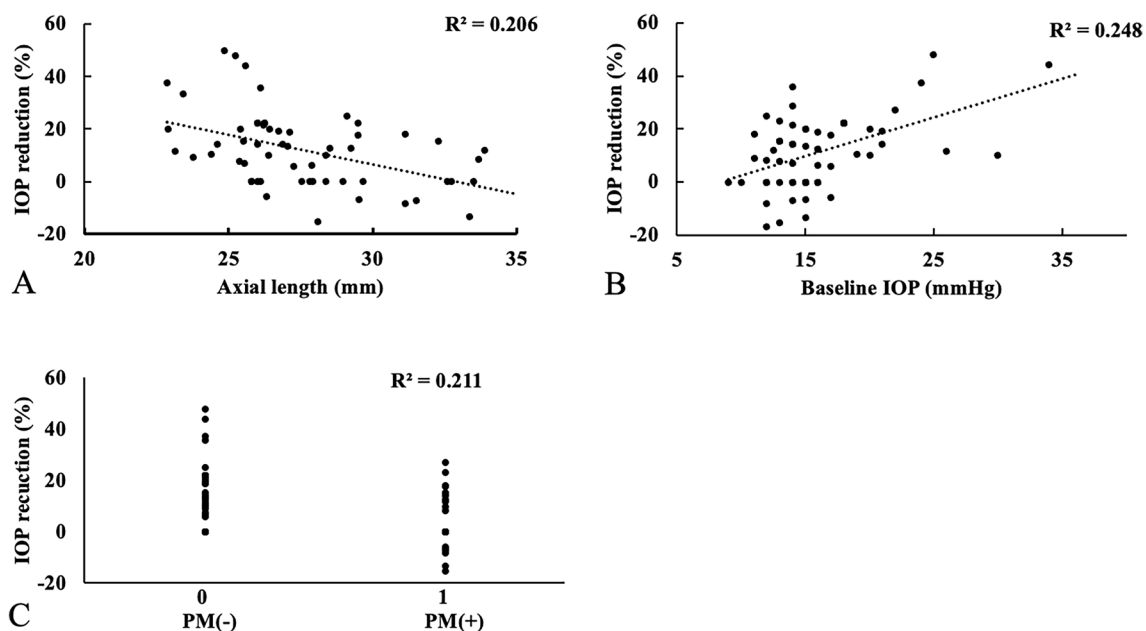 R² = 0.206
IOP reduction (%)
60
40
20
0
-20
20 25 30 35
Axial length (mm)
A
R² = 0.248
IOP reduction (%)
60
40
20
0
-20
5 15 25 35
Baseline IOP (mmHg)
B
R² = 0.211
IOP recuction (%)
60
40
20
0
-20
0 1
PM(-) PM(+)
C